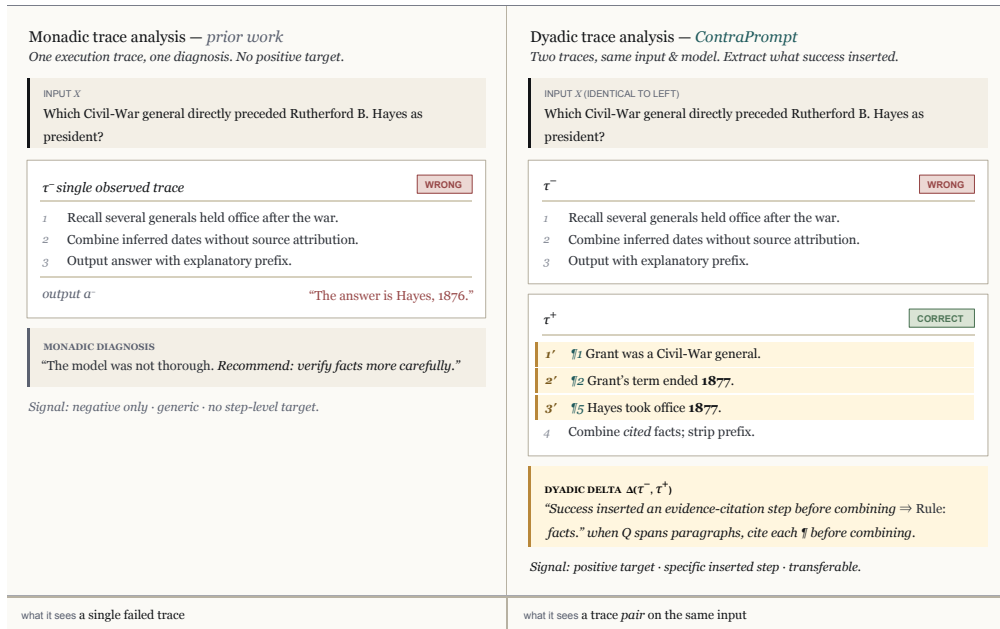 Monadic trace analysis — prior work
One execution trace, one diagnosis. No positive target.
INPUT X
Which Civil-War general directly preceded Rutherford B. Hayes as
president?
τ⁻ single observed trace
WRONG
1 Recall several generals held office after the war.
2 Combine inferred dates without source attribution.
3 Output answer with explanatory prefix.
output a⁻ “The answer is Hayes, 1876.”
MONADIC DIAGNOSIS
“The model was not thorough. Recommend: verify facts more carefully.”
Signal: negative only · generic · no step-level target.
what it sees a single failed trace
Dyadic trace analysis — ContraPrompt
Two traces, same input & model. Extract what success inserted.
INPUT X (IDENTICAL TO LEFT)
Which Civil-War general directly preceded Rutherford B. Hayes as
president?
τ⁻
WRONG
1 Recall several generals held office after the war.
2 Combine inferred dates without source attribution.
3 Output with explanatory prefix.
τ⁺
CORRECT
1′ ¶1 Grant was a Civil-War general.
2′ ¶2 Grant’s term ended 1877.
3′ ¶5 Hayes took office 1877.
4 Combine cited facts; strip prefix.
DYADIC DELTA Δ(τ⁻, τ⁺)
“Success inserted an evidence-citation step before combining ⇒ Rule:
facts.” when Q spans paragraphs, cite each ¶ before combining.
Signal: positive target · specific inserted step · transferable.
what it sees a trace pair on the same input